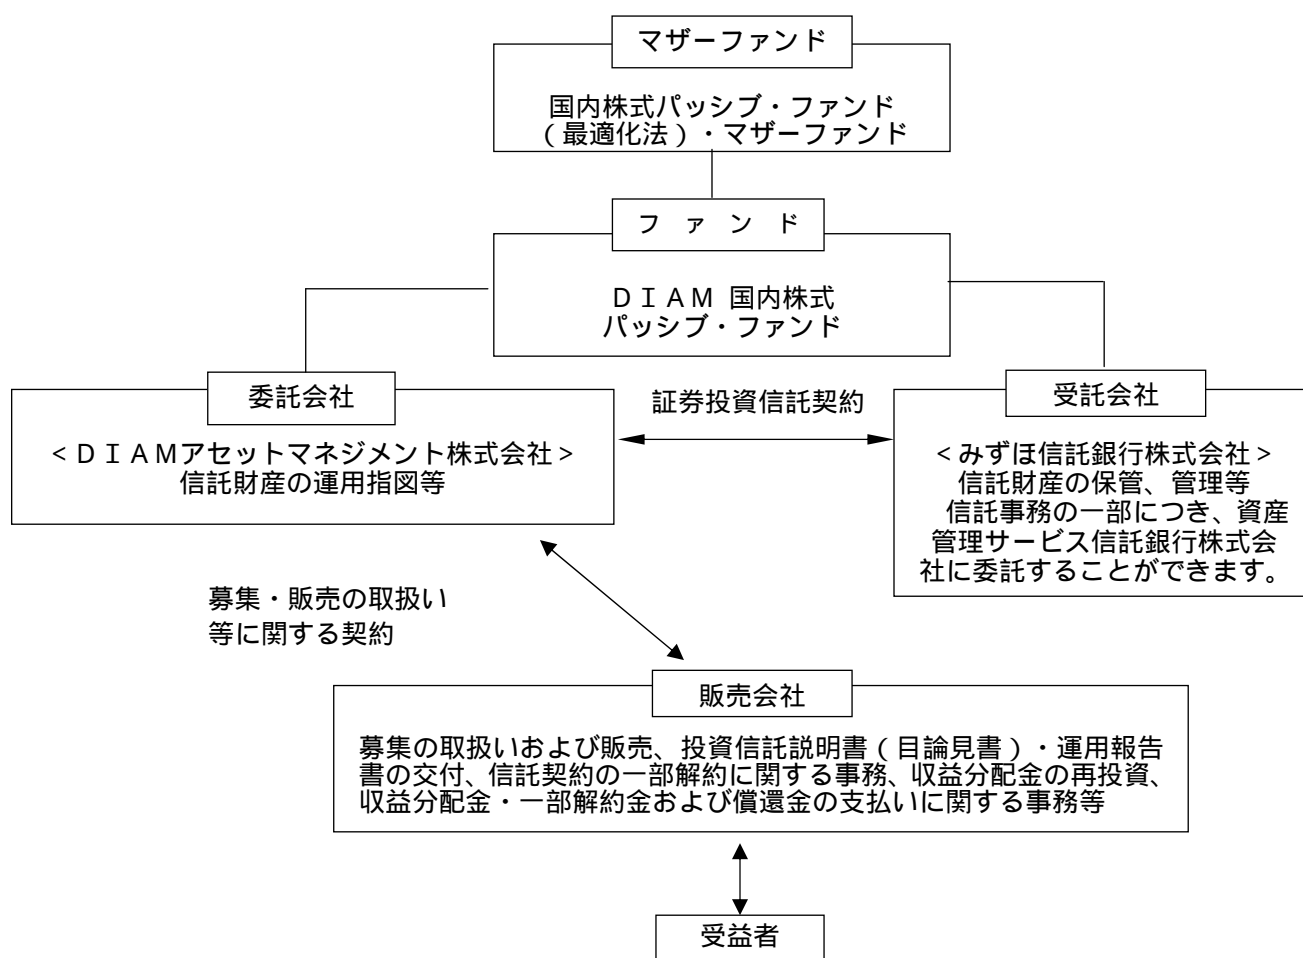 マザーファンド
国内株式パッシブ・ファンド
（最適化法）・マザーファンド
フ ァ ン ド
ＤＩＡＭ 国内株式
パッシブ・ファンド
委託会社
＜ＤＩＡＭアセットマネジメント株式会社＞
信託財産の運用指図等
証券投資信託契約
受託会社
＜みずほ信託銀行株式会社＞
信託財産の保管、管理等
信託事務の一部につき、資産
管理サービス信託銀行株式会
社に委託することができます。
募集・販売の取扱い
等に関する契約
販売会社
募集の取扱いおよび販売、投資信託説明書（目論見書）・運用報告
書の交付、信託契約の一部解約に関する事務、収益分配金の再投資、
収益分配金・一部解約金および償還金の支払いに関する事務等
受益者